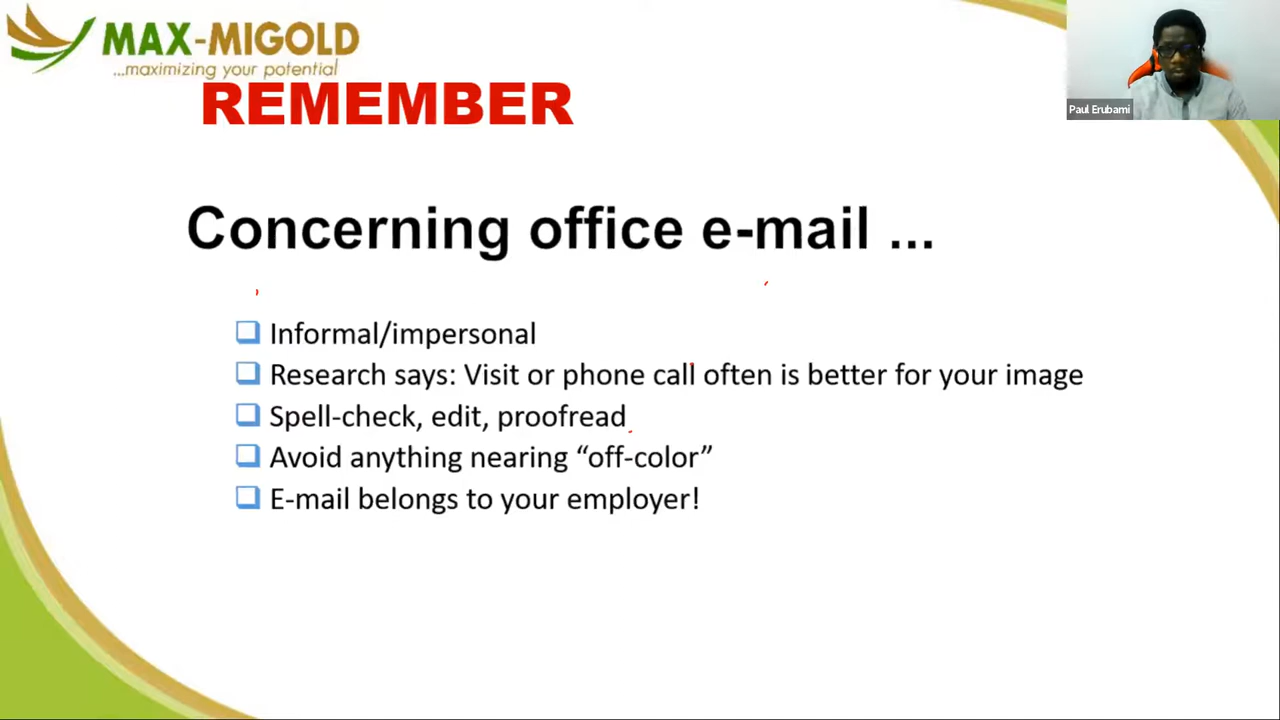 MAX-MIGOLD
...maximizing your potential
Paul Erubami
REMEMBER
Concerning office e-mail ...
Informal/impersonal
Research says: Visit or phone call often is better for your image
Spell-check, edit, proofread
Avoid anything nearing “off-color”
E-mail belongs to your employer!